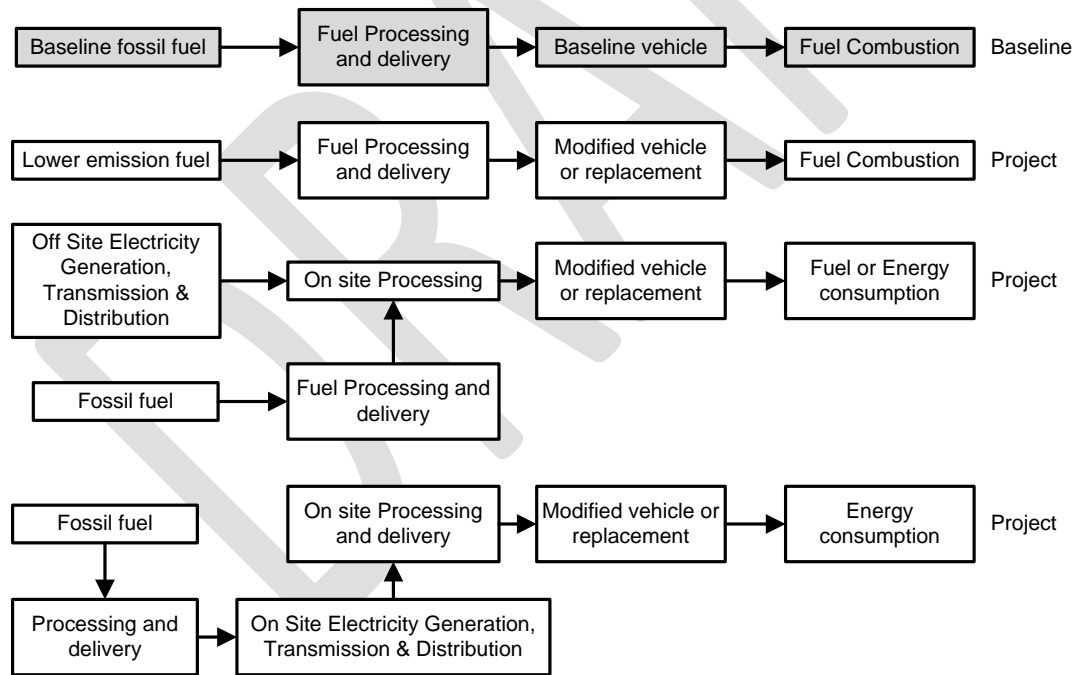 Baseline fossil fuel
Fuel Processing
and delivery
Baseline vehicle
Fuel Combustion
Baseline
Lower emission fuel
Fuel Processing
and delivery
Modified vehicle
or replacement
Fuel Combustion
Project
Off Site Electricity
Generation,
Transmission &
Distribution
On site Processing
Modified vehicle
or replacement
Fuel or Energy
consumption
Project
Fossil fuel
Fuel Processing and
delivery
Fossil fuel
On site Processing
and delivery
Modified vehicle or
replacement
Energy
consumption
Project
Processing and
delivery
On Site Electricity Generation,
Transmission & Distribution